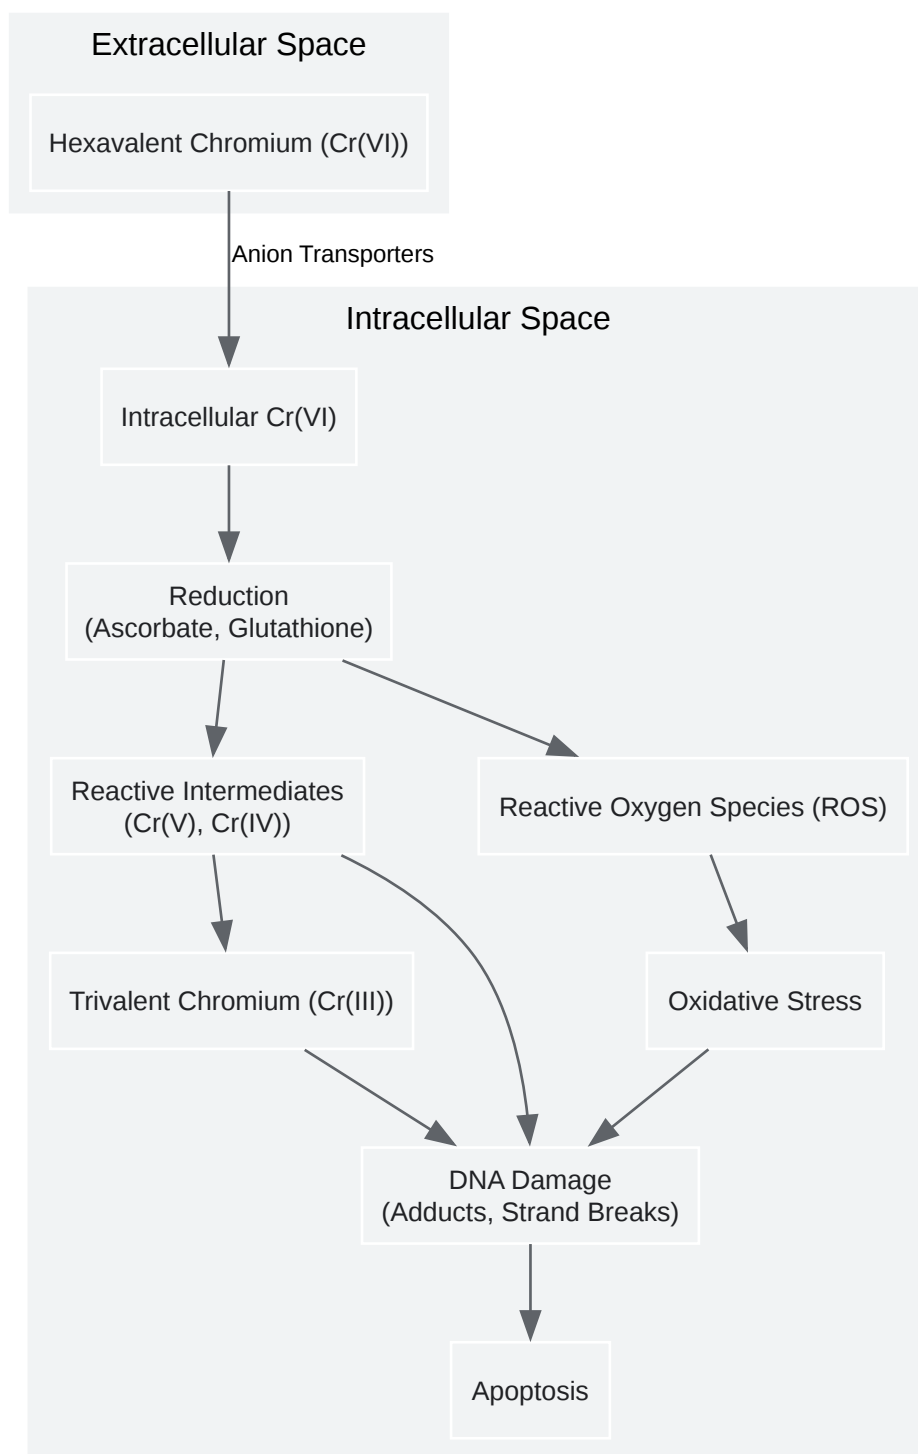 Extracellular Space
Hexavalent Chromium (Cr(VI))
Anion Transporters
Intracellular Space
Intracellular Cr(VI)
Reduction
(Ascorbate, Glutathione)
Reactive Intermediates
(Cr(V), Cr(IV))
Reactive Oxygen Species (ROS)
Trivalent Chromium (Cr(III))
Oxidative Stress
DNA Damage
(Adducts, Strand Breaks)
Apoptosis